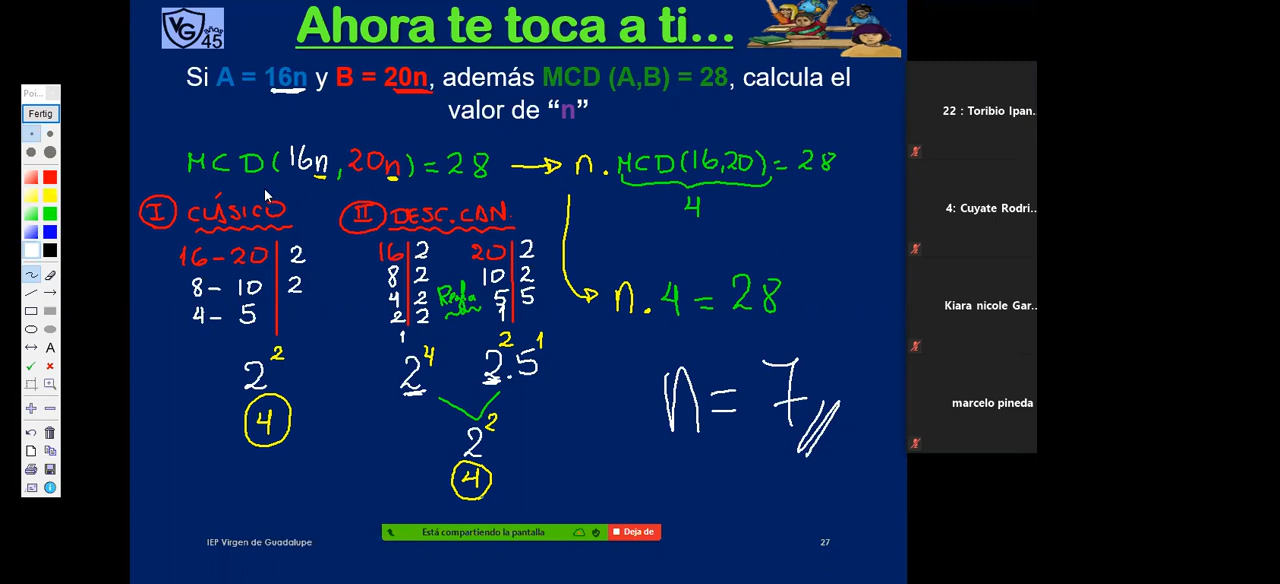 VG
años
45
Ahora te toca a ti...
Si A = 16n y B = 20n, además MCD (A,B) = 28, calcula el
valor de “n”
MCD(16n,20n)=28 → n.MCD(16,20)=28
4
I CLÁSICO
16-20 2
8- 10 2
4- 5
2²
4
II DESC.CAN.
16 2 20 2
8 2 10 2
4 2 5 5
2 2 1
1
2⁴ 2².5¹
2²
4
n.4=28
n=7
Poi...
Fertig
A
22 : Toribio Ipan...
4: Cuyate Rodri...
Kiara nicole Gar...
marcelo pineda
Está compartiendo la pantalla
Deja de
IEP Virgen de Guadalupe
27